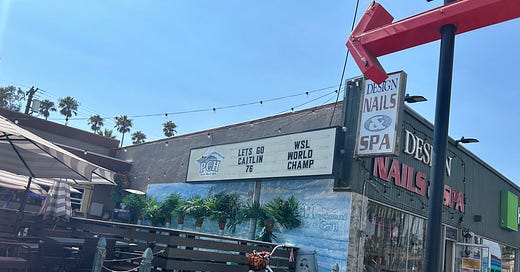 PCH
LETS GO
CAITLIN
76
WSL
WORLD
CHAMP
DESIGN
NAILS
SPA
DESIGN
NAILS & SPA